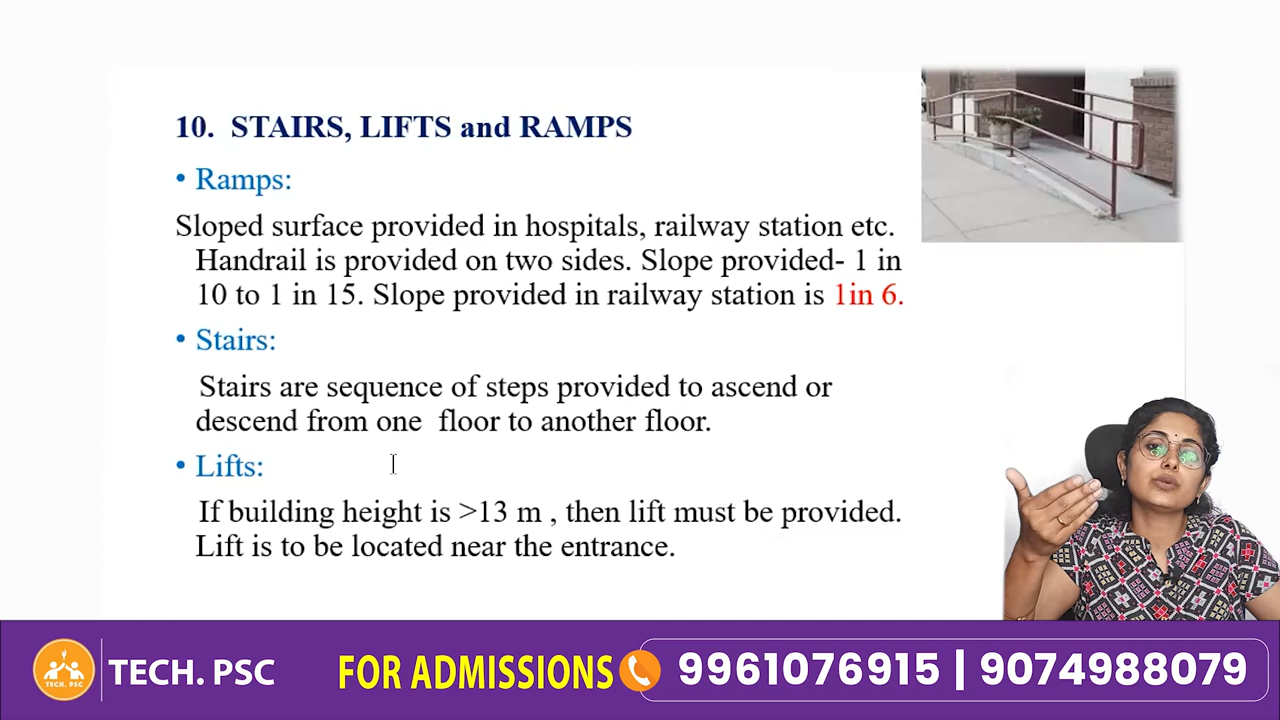 10. STAIRS, LIFTS and RAMPS
• Ramps:
Sloped surface provided in hospitals, railway station etc.
Handrail is provided on two sides. Slope provided- 1 in
10 to 1 in 15. Slope provided in railway station is 1in 6.
• Stairs:
Stairs are sequence of steps provided to ascend or
descend from one floor to another floor.
• Lifts:
If building height is >13 m , then lift must be provided.
Lift is to be located near the entrance.
TECH. PSC
TECH. PSC
FOR ADMISSIONS
9961076915 | 9074988079